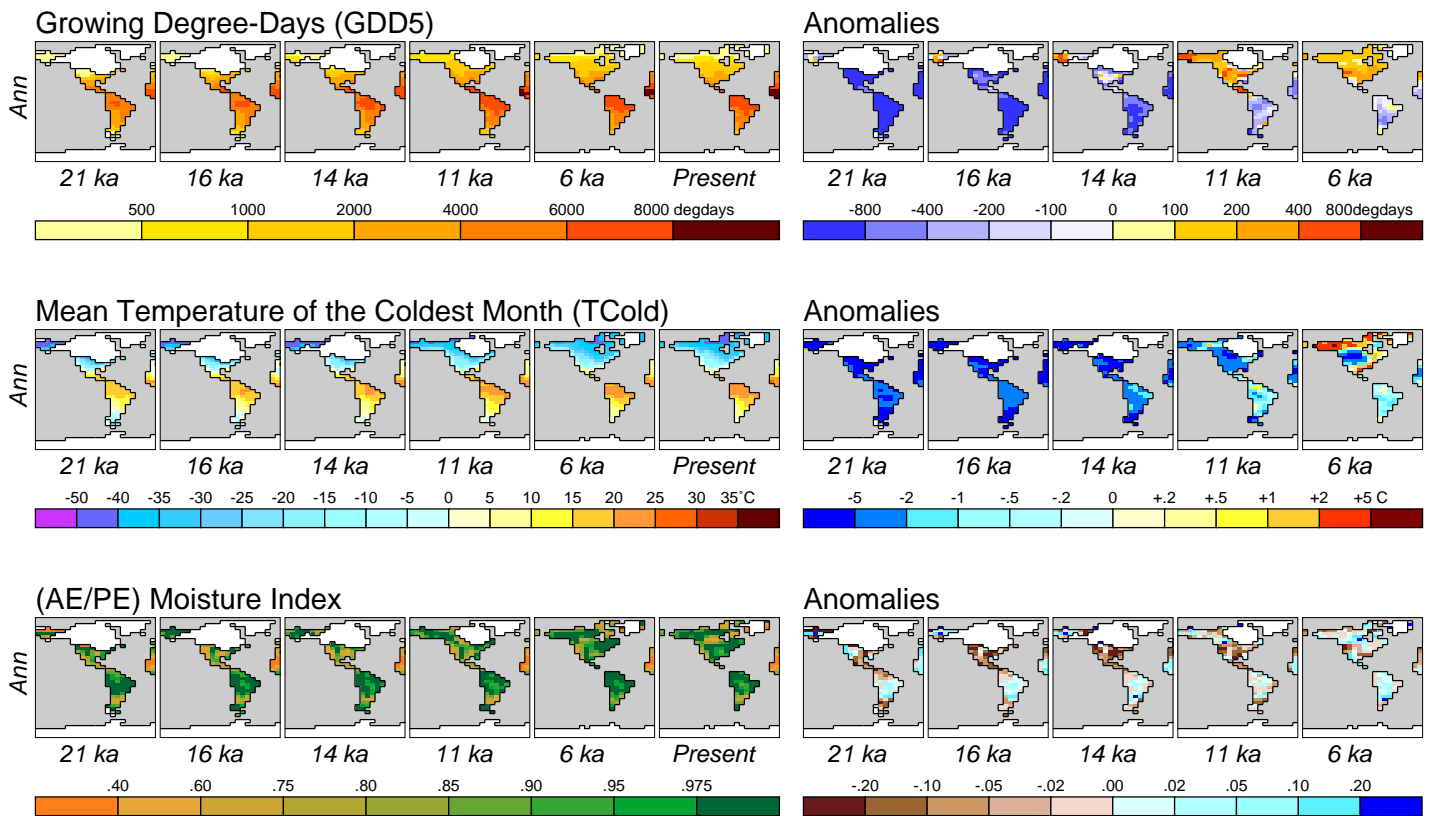 Growing Degree-Days (GDD5)
Anomalies
Ann
21 ka 16 ka 14 ka 11 ka 6 ka Present
21 ka 16 ka 14 ka 11 ka 6 ka
500 1000 2000 4000 6000 8000 degdays
-800 -400 -200 -100 0 100 200 400 800degdays
Mean Temperature of the Coldest Month (TCold)
Anomalies
Ann
21 ka 16 ka 14 ka 11 ka 6 ka Present
21 ka 16 ka 14 ka 11 ka 6 ka
-50 -40 -35 -30 -25 -20 -15 -10 -5 0 5 10 15 20 25 30 35°C
-5 -2 -1 -.5 -.2 0 +.2 +.5 +1 +2 +5 C
(AE/PE) Moisture Index
Anomalies
Ann
21 ka 16 ka 14 ka 11 ka 6 ka Present
21 ka 16 ka 14 ka 11 ka 6 ka
.40 .60 .75 .80 .85 .90 .95 .975
-.20 -.10 -.05 -.02 .00 .02 .05 .10 .20